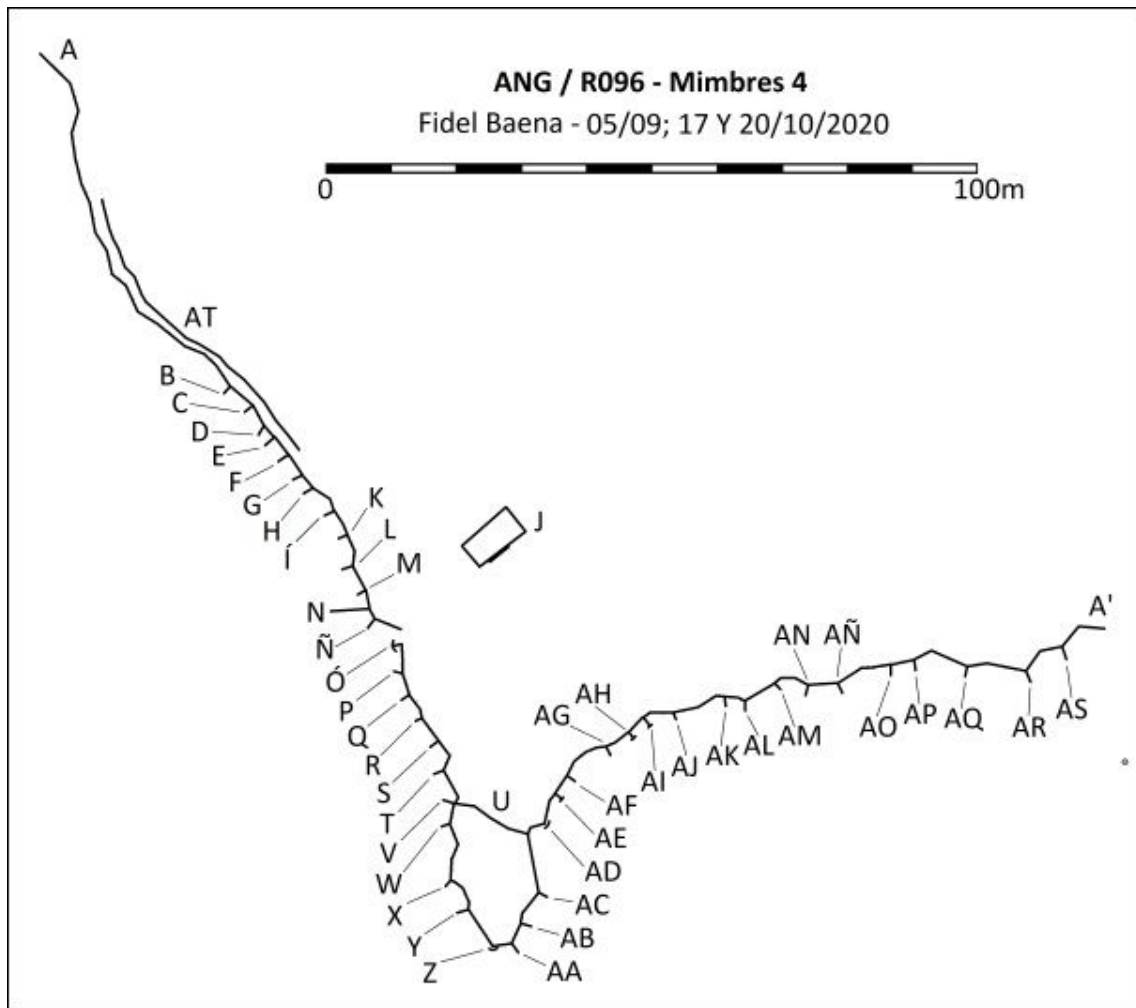 A
ANG / R096 - Mimbres 4
Fidel Baena - 05/09; 17 Y 20/10/2020
0
100m
AT
B
C
D
E
F
G
H
Í
K
L
M
J
N
Ñ
Ó
P
Q
R
S
T
U
V
W
X
Y
Z
AA
AB
AC
AD
AE
AF
AG
AH
AI
AJ
AK
AL
AM
AN
AÑ
AO
AP
AQ
AR
AS
A'